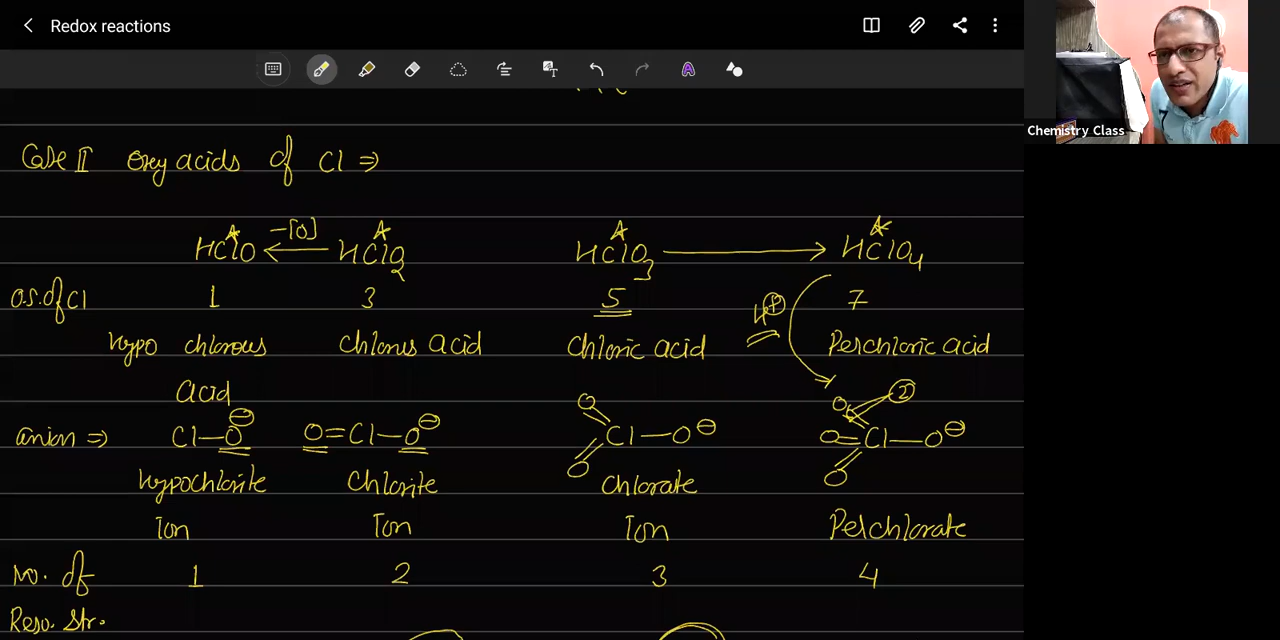 Redox reactions
Chemistry Class
Case II oxy acids of Cl ⇒
HClO ←-[O] HClO2 HClO3 → HClO4
O.S. of Cl 1 3 5 7
H⊕
Hypo chlorous Chlorus acid Chloric acid Perchloric acid
Acid
anion ⇒ Cl—O⊖ O=Cl—O⊖ O O Cl—O⊖ O O O Cl—O⊖ 2
Hypochlorite Chlorite Chlorate
Ion Ion Ion Perchlorate
No. of 1 2 3 4
Reso. Str.